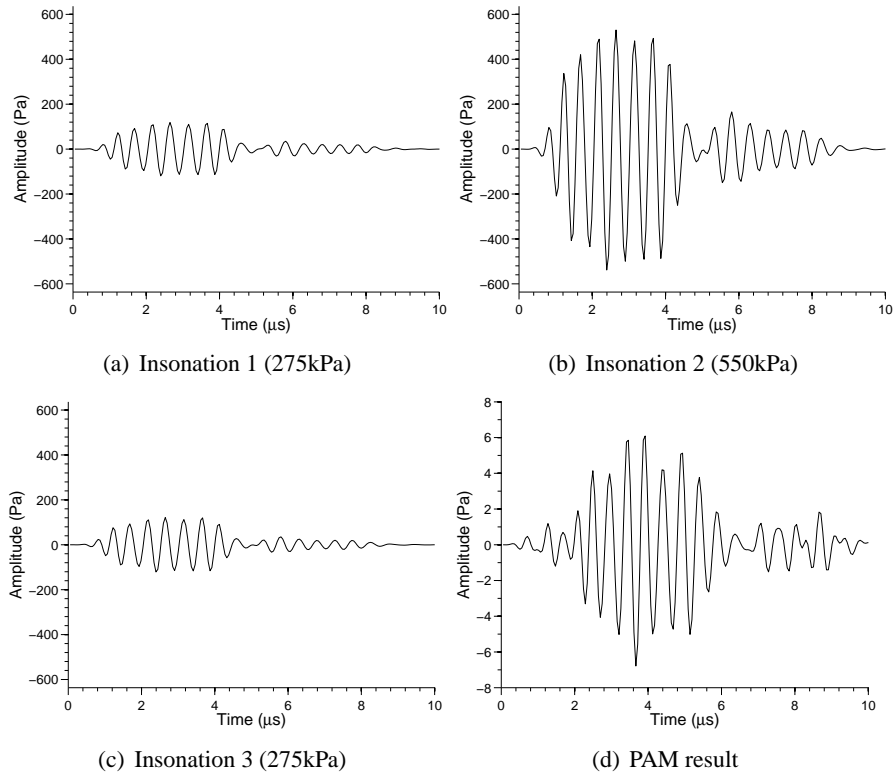 600
400
200
0
−200
−400
−600
Amplitude (Pa)
0 2 4 6 8 10
Time (μs)
(a) Insonation 1 (275kPa)
600
400
200
0
−200
−400
−600
Amplitude (Pa)
0 2 4 6 8 10
Time (μs)
(b) Insonation 2 (550kPa)
600
400
200
0
−200
−400
−600
Amplitude (Pa)
0 2 4 6 8 10
Time (μs)
(c) Insonation 3 (275kPa)
8
6
4
2
0
−2
−4
−6
−8
Amplitude (Pa)
0 2 4 6 8 10
Time (μs)
(d) PAM result